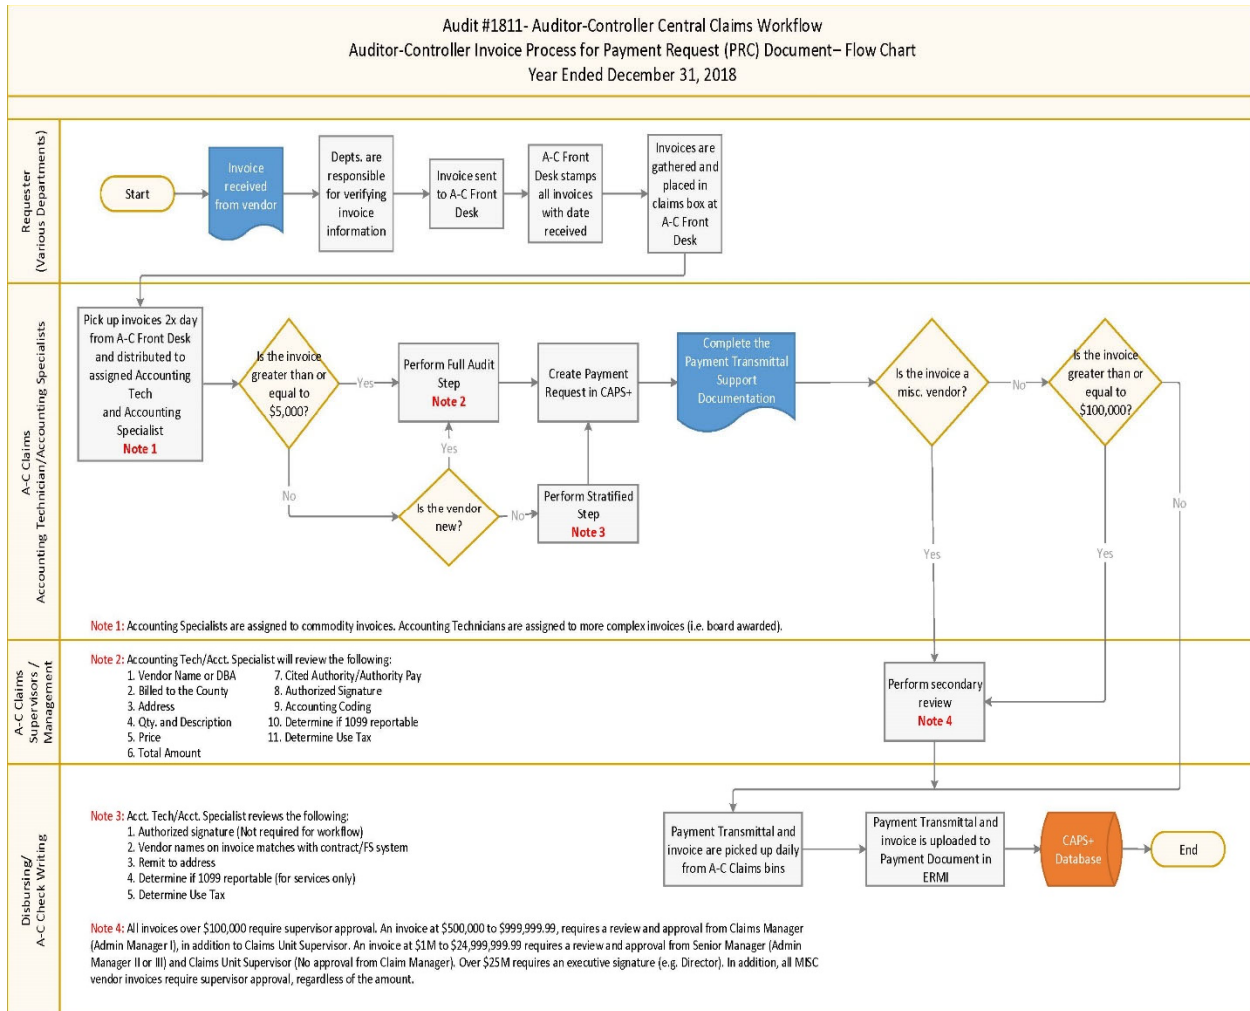 Audit #1811- Auditor-Controller Central Claims Workflow
Auditor-Controller Invoice Process for Payment Request (PRC) Document– Flow Chart
Year Ended December 31, 2018
Requester
(Various Departments)
Start
Invoice
received
from vendor
Depts. are
responsible
for verifying
invoice
information
Invoice sent
to A-C Front
Desk
A-C Front
Desk stamps
all invoices
with date
received
Invoices are
gathered and
placed in
claims box at
A-C Front
Desk
A-C Claims
Accounting Technician/Accounting Specialists
Pick up invoices 2x day
from A-C Front Desk
and distributed to
assigned Accounting
Tech
and Accounting
Specialist
Note 1
Is the invoice
greater than or
equal to
$5,000?
Yes
No
Perform Full Audit
Step
Note 2
Yes
Is the vendor
new?
No
Create Payment
Request in CAPS+
Perform Stratified
Step
Note 3
Complete the
Payment Transmittal
Support
Documentation
Is the invoice a
misc. vendor?
No
Yes
Is the invoice
greater than or
equal to
$100,000?
Yes
No
Note 1: Accounting Specialists are assigned to commodity invoices. Accounting Technicians are assigned to more complex invoices (i.e. board awarded).
A-C Claims
Supervisors /
Management
Note 2: Accounting Tech/Acct. Specialist will review the following:
1. Vendor Name or DBA
2. Billed to the County
3. Address
4. Qty. and Description
5. Price
6. Total Amount
7. Cited Authority/Authority Pay
8. Authorized Signature
9. Accounting Coding
10. Determine if 1099 reportable
11. Determine Use Tax
Perform secondary
review
Note 4
Disbursing/
A-C Check Writing
Note 3: Acct. Tech/Acct. Specialist reviews the following:
1. Authorized signature (Not required for workflow)
2. Vendor names on invoice matches with contract/FS system
3. Remit to address
4. Determine if 1099 reportable (for services only)
5. Determine Use Tax
Payment Transmittal and
invoice are picked up daily
from A-C Claims bins
Payment Transmittal and
invoice is uploaded to
Payment Document in
ERMI
CAPS+
Database
End
Note 4: All invoices over $100,000 require supervisor approval. An invoice at $500,000 to $999,999.99, requires a review and approval from Claims Manager
(Admin Manager I), in addition to Claims Unit Supervisor. An invoice at $1M to $24,999,999.99 requires a review and approval from Senior Manager (Admin
Manager II or III) and Claims Unit Supervisor (No approval from Claim Manager). Over $25M requires an executive signature (e.g. Director). In addition, all MISC
vendor invoices require supervisor approval, regardless of the amount.